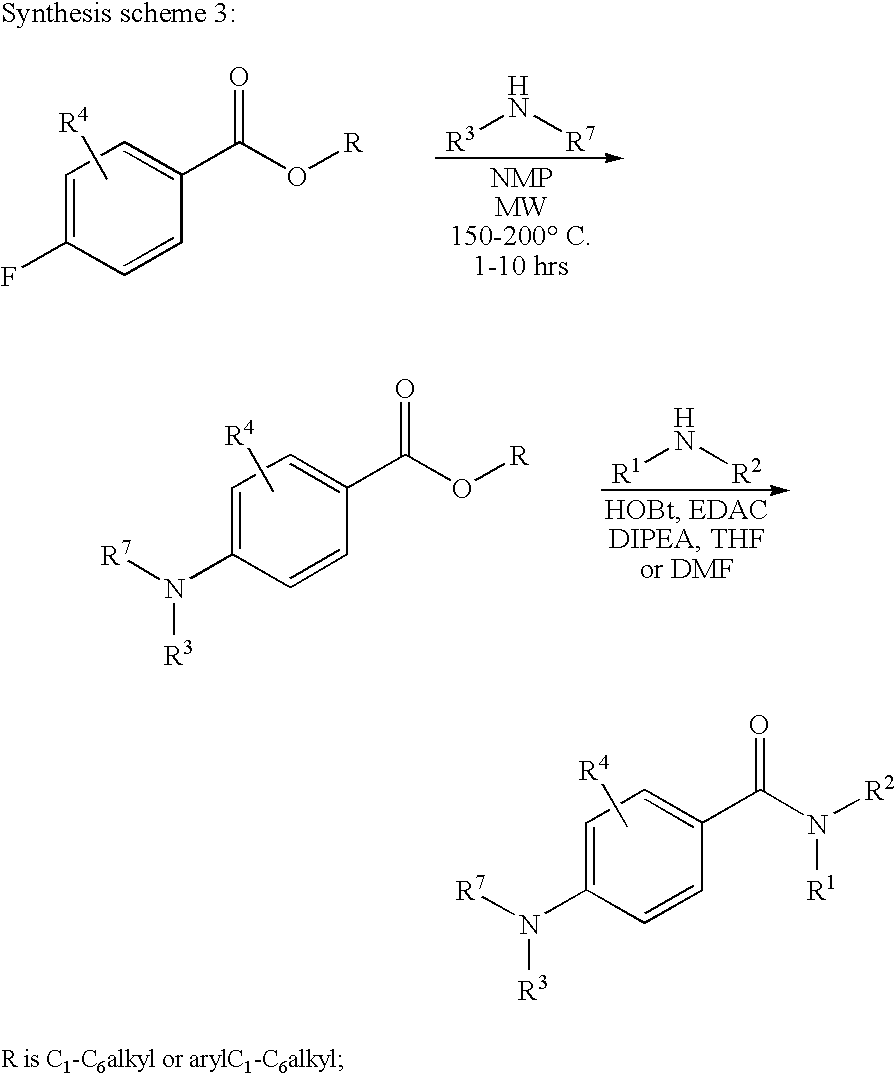 Synthesis scheme 3:
O
R⁴
R
O
F
H
N
R³ R⁷
NMP
MW
150-200° C.
1-10 hrs
O
R⁴
R
O
R⁷
N
R³
H
N
R¹ R²
HOBt, EDAC
DIPEA, THF
or DMF
O
R⁴
R²
N
R⁷
R¹
N
R³
R is C₁-C₆alkyl or arylC₁-C₆alkyl;